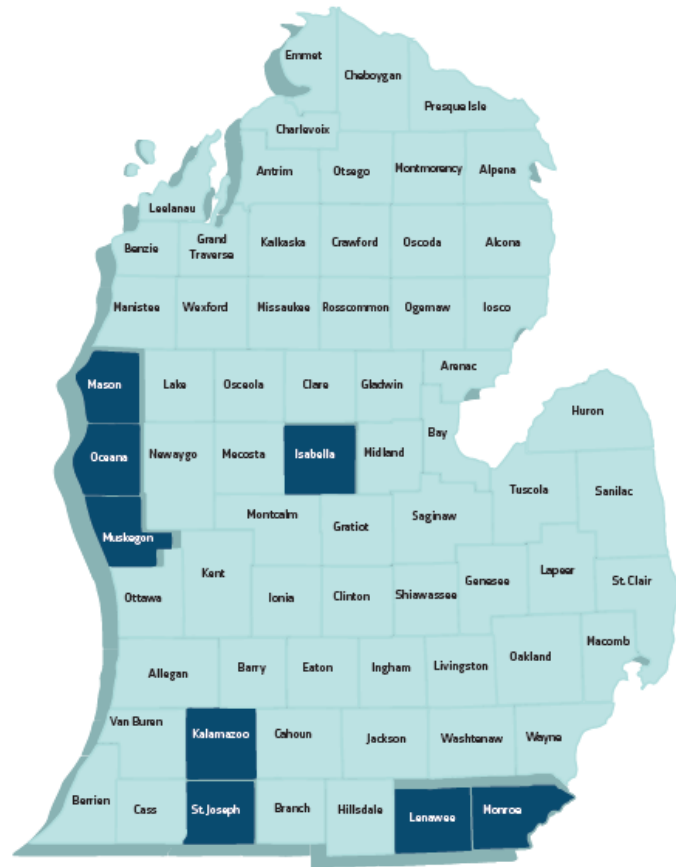 Emmet
Cheboygan
Presque Isle
Charlevoix
Antrim
Otsego
Montmorency
Alpena
Leelanau
Benzie
Grand
Traverse
Kalkaska
Crawford
Oscoda
Alcona
Manistee
Wexford
Missaukee
Rosscommon
Ogemaw
Iosco
Mason
Lake
Osceola
Clare
Gladwin
Arenac
Huron
Oceana
Newaygo
Mecosta
Isabella
Midland
Bay
Tuscola
Sanilac
Muskegon
Montcalm
Gratiot
Saginaw
Ottawa
Kent
Ionia
Clinton
Shiawassee
Genesee
Lapeer
St. Clair
Allegan
Barry
Eaton
Ingham
Livingston
Oakland
Macomb
Van Buren
Kalamazoo
Cahoun
Jackson
Washtenaw
Wayne
Berrien
Cass
St. Joseph
Branch
Hillsdale
Lenawee
Monroe